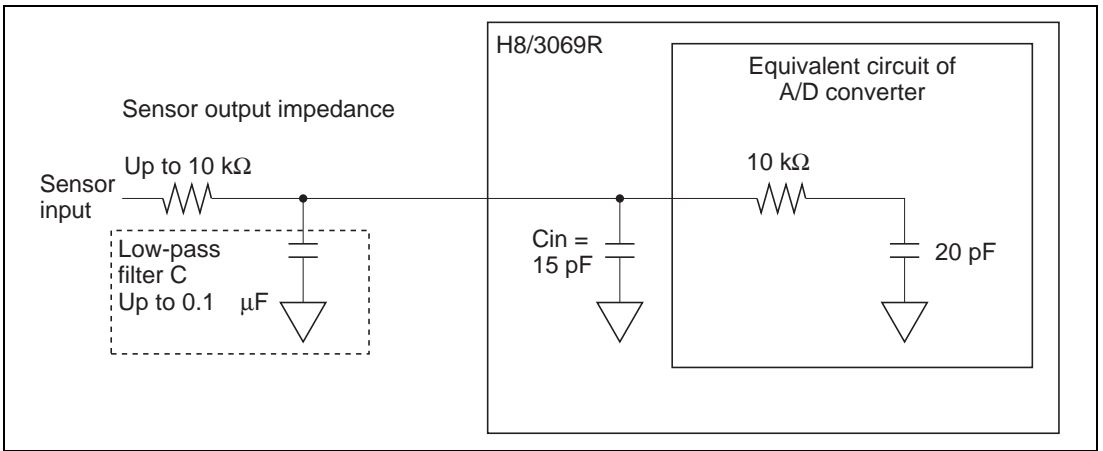 H8/3069R
Equivalent circuit of
A/D converter
Sensor output impedance
Up to 10 kΩ
10 kΩ
Sensor
input
Low-pass
filter C
Up to 0.1 μF
Cin =
15 pF
20 pF